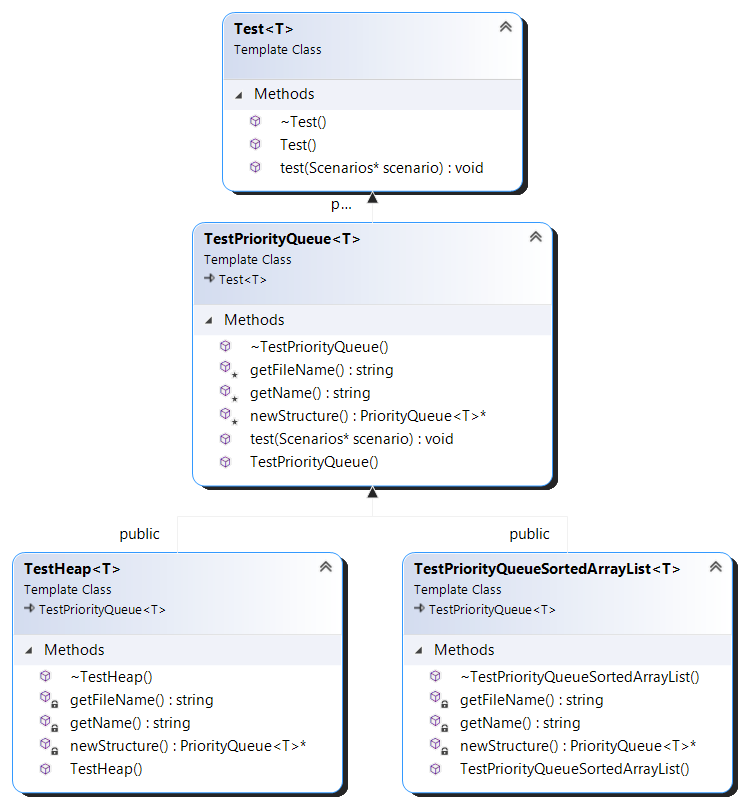 Test<T>
Template Class
Methods
~Test()
Test()
test(Scenarios* scenario) : void
p...
TestPriorityQueue<T>
Template Class
Test<T>
Methods
~TestPriorityQueue()
getFileName() : string
getName() : string
newStructure() : PriorityQueue<T>*
test(Scenarios* scenario) : void
TestPriorityQueue()
public
public
TestHeap<T>
Template Class
TestPriorityQueue<T>
Methods
~TestHeap()
getFileName() : string
getName() : string
newStructure() : PriorityQueue<T>*
TestHeap()
TestPriorityQueueSortedArrayList<T>
Template Class
TestPriorityQueue<T>
Methods
~TestPriorityQueueSortedArrayList()
getFileName() : string
getName() : string
newStructure() : PriorityQueue<T>*
TestPriorityQueueSortedArrayList()